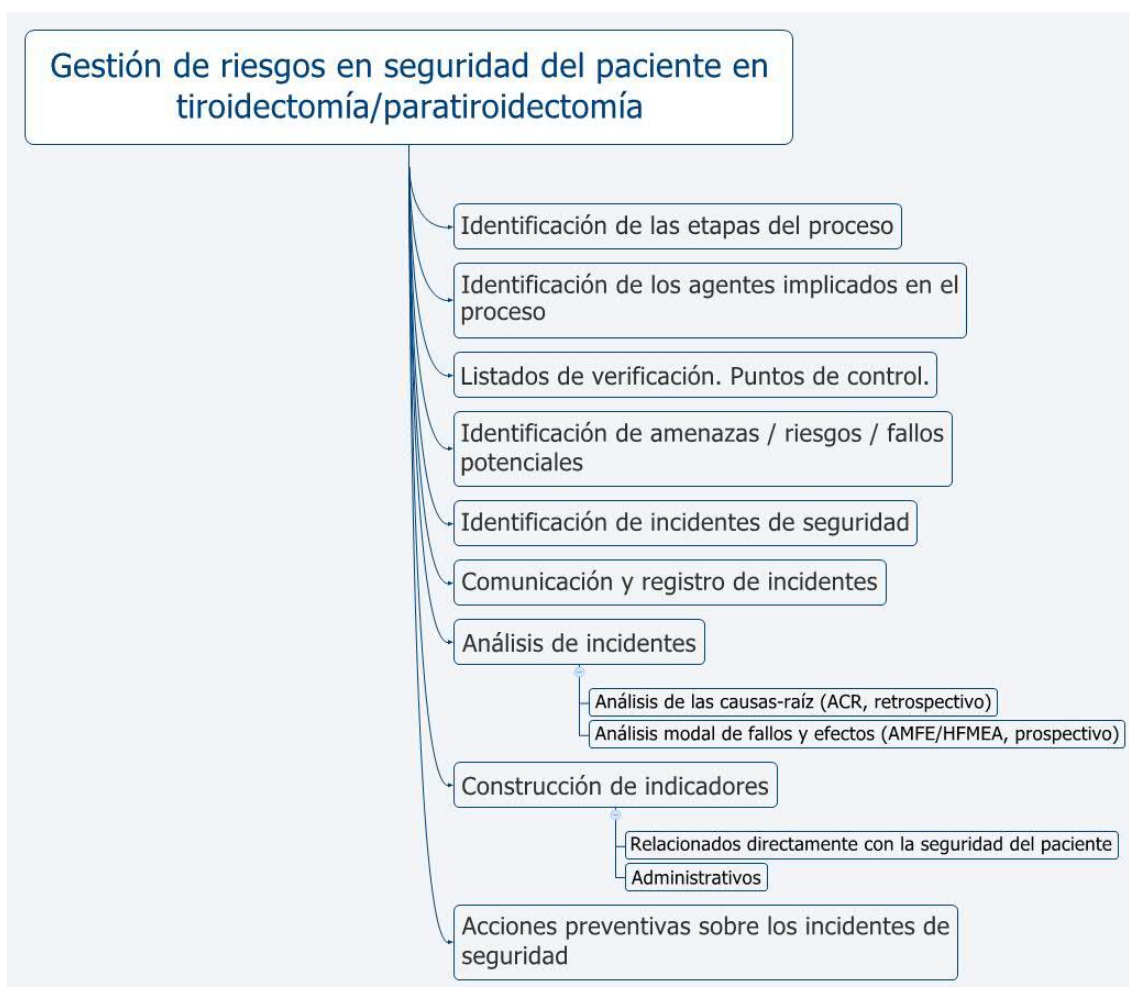 Gestión de riesgos en seguridad del paciente en
tiroidectomía/paratiroidectomía
Identificación de las etapas del proceso
Identificación de los agentes implicados en el
proceso
Listados de verificación. Puntos de control.
Identificación de amenazas / riesgos / fallos
potenciales
Identificación de incidentes de seguridad
Comunicación y registro de incidentes
Análisis de incidentes
Análisis de las causas-raíz (ACR, retrospectivo)
Análisis modal de fallos y efectos (AMFE/HFMEA, prospectivo)
Construcción de indicadores
Relacionados directamente con la seguridad del paciente
Administrativos
Acciones preventivas sobre los incidentes de
seguridad